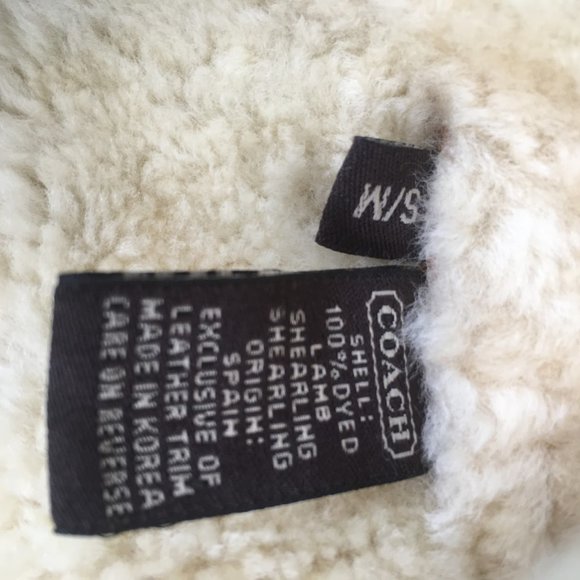 COACH
SHELL:
100% DYED
LAMB
SHEARLING
SHEARLING
ORIGIN:
SPAIN
EXCLUSIVE OF
LEATHER TRIM
MADE IN KOREA
CARE ON REVERSE:
S/M